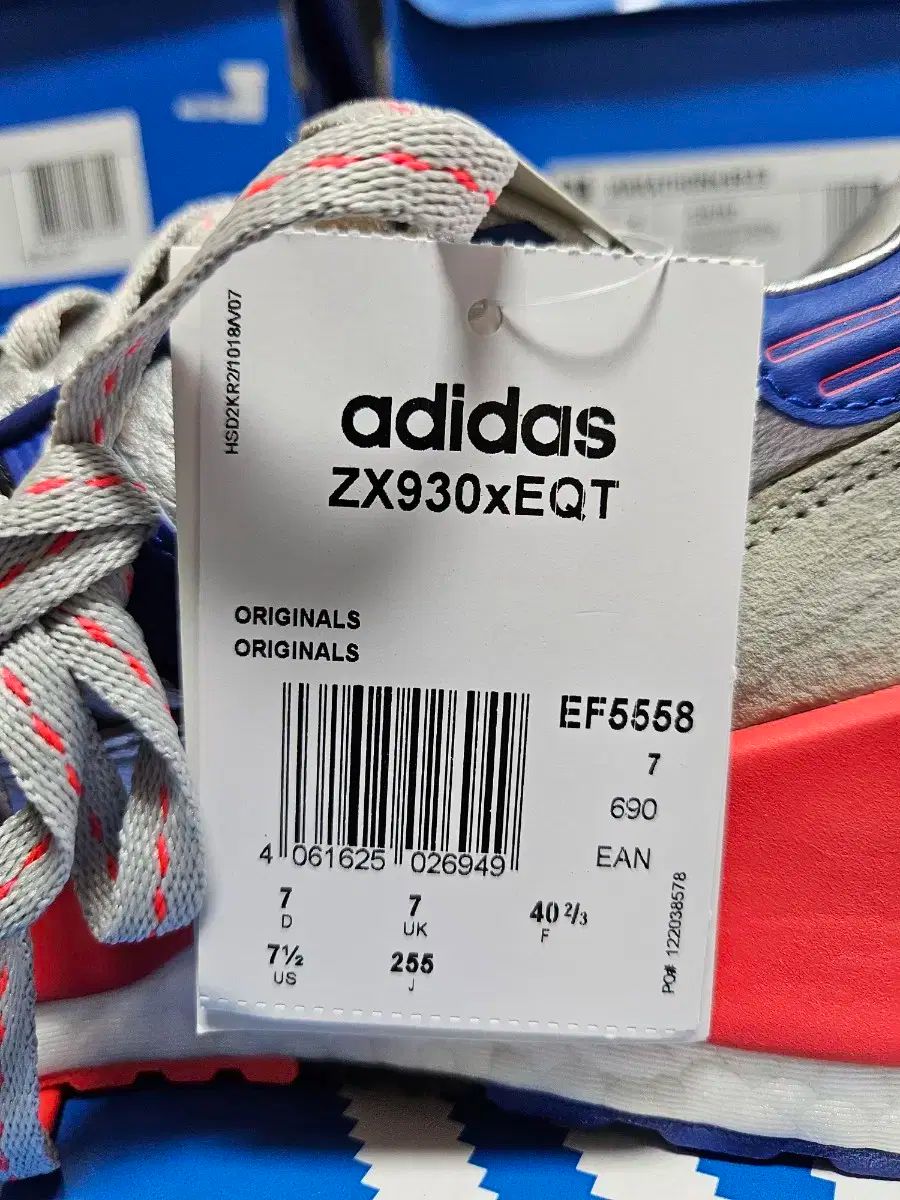 HSD2KR2/1018/V07
adidas
ZX930xEQT
ORIGINALS
ORIGINALS
EF5558
7
690
EAN
4 061625 026949
7
D
7
UK
40 2/3
F
7½
US
255
J
PO# 122038578